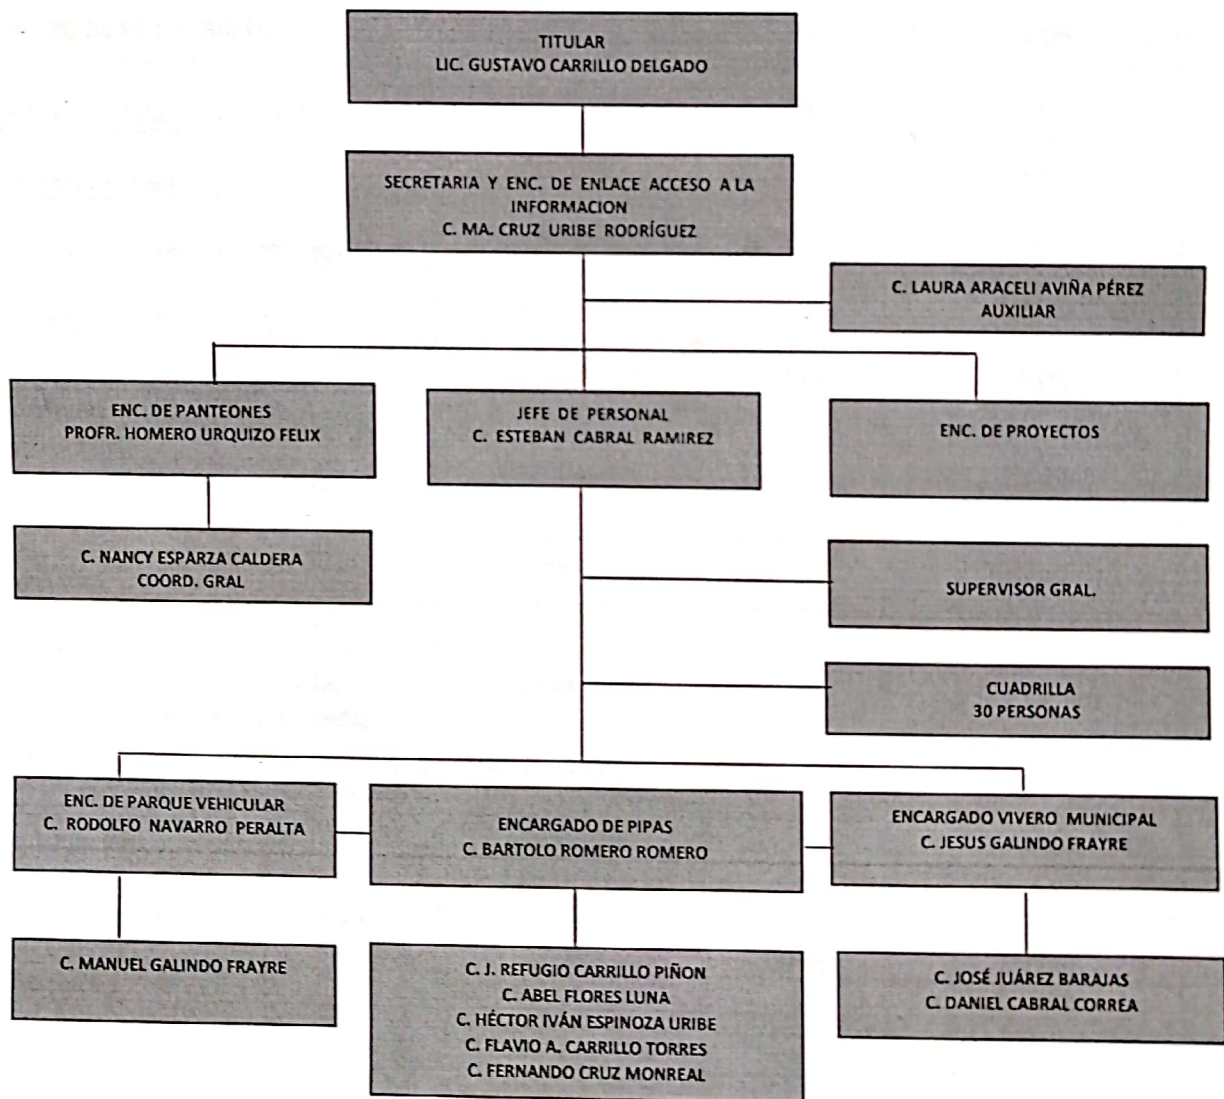 TITULAR
LIC. GUSTAVO CARRILLO DELGADO
SECRETARIA Y ENC. DE ENLACE ACCESO A LA
INFORMACION
C. MA. CRUZ URIBE RODRÍGUEZ
C. LAURA ARACELI AVIÑA PÉREZ
AUXILIAR
ENC. DE PANTEONES
PROFR. HOMERO URQUIZO FELIX
JEFE DE PERSONAL
C. ESTEBAN CABRAL RAMIREZ
ENC. DE PROYECTOS
C. NANCY ESPARZA CALDERA
COORD. GRAL
SUPERVISOR GRAL.
CUADRILLA
30 PERSONAS
ENC. DE PARQUE VEHICULAR
C. RODOLFO NAVARRO PERALTA
ENCARGADO DE PIPAS
C. BARTOLO ROMERO ROMERO
ENCARGADO VIVERO MUNICIPAL
C. JESUS GALINDO FRAYRE
C. MANUEL GALINDO FRAYRE
C. J. REFUGIO CARRILLO PIÑON
C. ABEL FLORES LUNA
C. HÉCTOR IVÁN ESPINOZA URIBE
C. FLAVIO A. CARRILLO TORRES
C. FERNANDO CRUZ MONREAL
C. JOSÉ JUÁREZ BARAJAS
C. DANIEL CABRAL CORREA